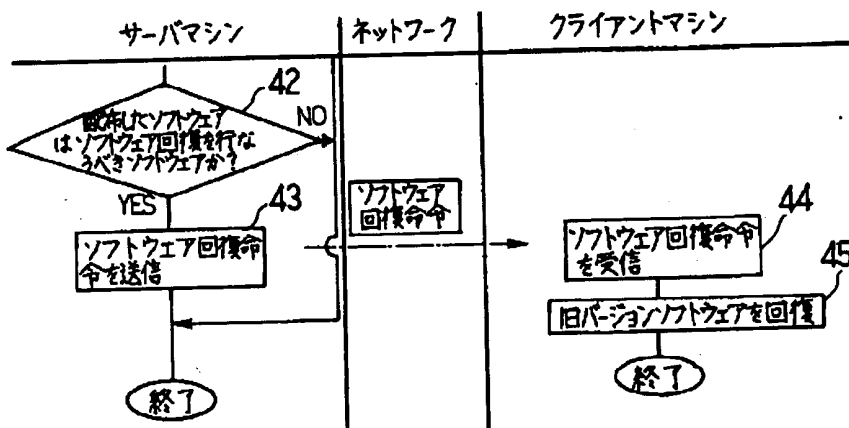 サーバマシン
ネットワーク
クライアントマシン
42
配布したソフトウェア
はソフトウェア回復を行な
うべきソフトウェアか?
NO
YES
43
ソフトウェア回復命
令を送信
ソフトウェア
回復命令
44
ソフトウェア回復命令
を受信
45
旧バージョンソフトウェアを回復
終了
終了